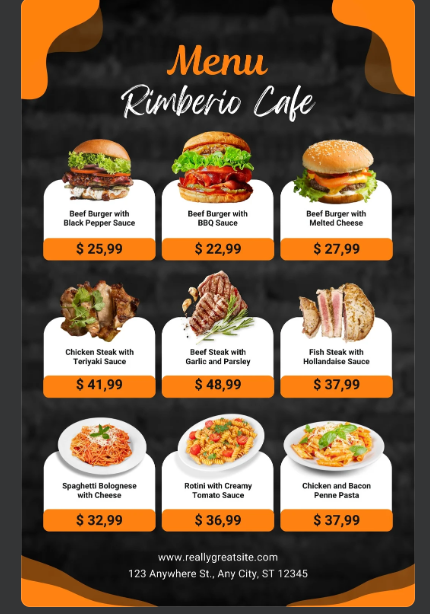 Menu
Rimberio Cafe
Beef Burger with
Black Pepper Sauce
$ 25,99
Beef Burger with
BBQ Sauce
$ 22,99
Beef Burger with
Melted Cheese
$ 27,99
Chicken Steak with
Teriyaki Sauce
$ 41,99
Beef Steak with
Garlic and Parsley
$ 48,99
Fish Steak with
Hollandaise Sauce
$ 37,99
Spaghetti Bolognese
with Cheese
$ 32,99
Rotini with Creamy
Tomato Sauce
$ 36,99
Chicken and Bacon
Penne Pasta
$ 37,99
www.reallygreatsite.com
123 Anywhere St., Any City, ST 12345